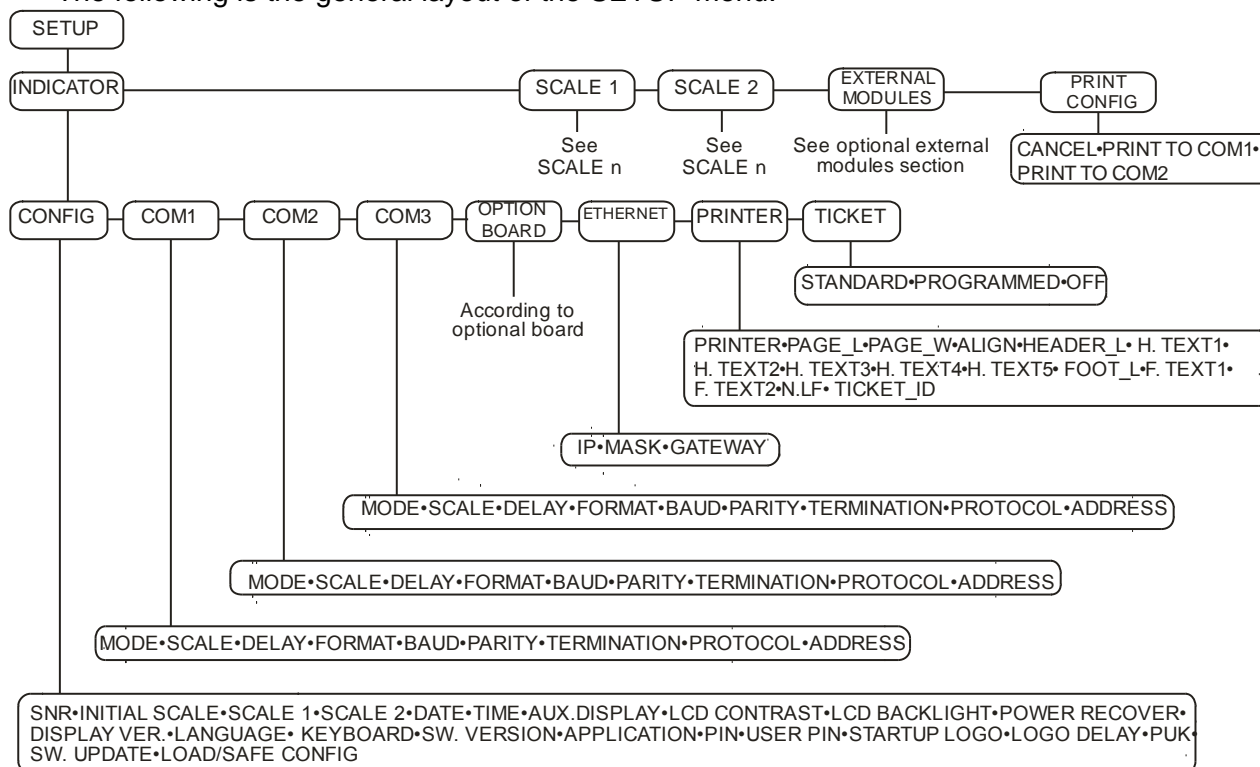 The following is the general layout of the SETUP menu:
SETUP
INDICATOR
SCALE 1
SCALE 2
EXTERNAL
MODULES
PRINT
CONFIG
See
SCALE n
See
SCALE n
See optional external
modules section
CANCEL•PRINT TO COM1•
PRINT TO COM2
CONFIG
COM1
COM2
COM3
OPTION
BOARD
ETHERNET
PRINTER
TICKET
STANDARD•PROGRAMMED•OFF
According to
optional board
PRINTER•PAGE_L•PAGE_W•ALIGN•HEADER_L• H. TEXT1•
H. TEXT2•H. TEXT3•H. TEXT4•H. TEXT5• FOOT_L•F. TEXT1•
F. TEXT2•N.LF• TICKET_ID
IP•MASK•GATEWAY
MODE•SCALE•DELAY•FORMAT•BAUD•PARITY•TERMINATION•PROTOCOL•ADDRESS
MODE•SCALE•DELAY•FORMAT•BAUD•PARITY•TERMINATION•PROTOCOL•ADDRESS
MODE•SCALE•DELAY•FORMAT•BAUD•PARITY•TERMINATION•PROTOCOL•ADDRESS
SNR•INITIAL SCALE•SCALE 1•SCALE 2•DATE•TIME•AUX.DISPLAY•LCD CONTRAST•LCD BACKLIGHT•POWER RECOVER•
DISPLAY VER.•LANGUAGE• KEYBOARD•SW. VERSION•APPLICATION•PIN•USER PIN•STARTUP LOGO•LOGO DELAY•PUK•
SW. UPDATE•LOAD/SAFE CONFIG